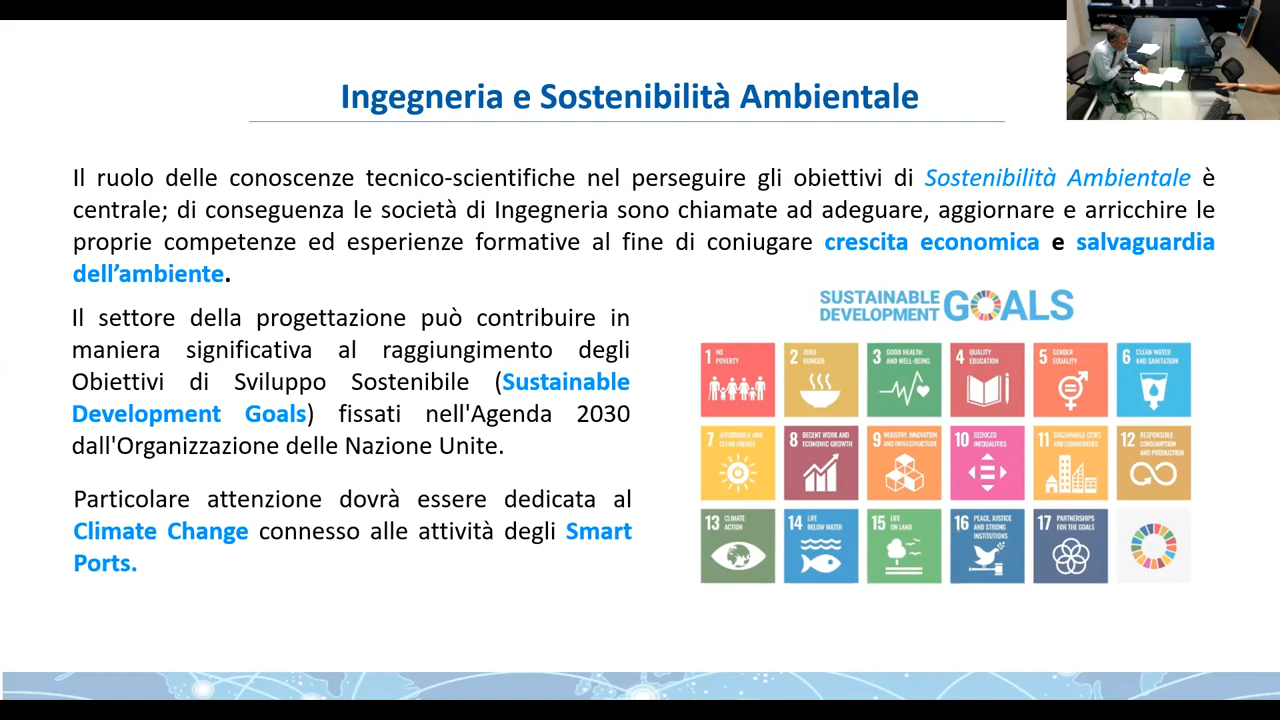 Ingegneria e Sostenibilità Ambientale
Il ruolo delle conoscenze tecnico-scientifiche nel perseguire gli obiettivi di Sostenibilità Ambientale è
centrale; di conseguenza le società di Ingegneria sono chiamate ad adeguare, aggiornare e arricchire le
proprie competenze ed esperienze formative al fine di coniugare crescita economica e salvaguardia
dell’ambiente.
Il settore della progettazione può contribuire in
maniera significativa al raggiungimento degli
Obiettivi di Sviluppo Sostenibile (Sustainable
Development Goals) fissati nell'Agenda 2030
dall'Organizzazione delle Nazione Unite.
Particolare attenzione dovrà essere dedicata al
Climate Change connesso alle attività degli Smart
Ports.
SUSTAINABLE
DEVELOPMENT GOALS
1 NO
POVERTY
2 ZERO
HUNGER
3 GOOD HEALTH
AND WELL-BEING
4 QUALITY
EDUCATION
5 GENDER
EQUALITY
6 CLEAN WATER
AND SANITATION
7 AFFORDABLE AND
CLEAN ENERGY
8 DECENT WORK AND
ECONOMIC GROWTH
9 INDUSTRY, INNOVATION
AND INFRASTRUCTURE
10 REDUCED
INEQUALITIES
11 SUSTAINABLE CITIES
AND COMMUNITIES
12 RESPONSIBLE
CONSUMPTION
AND PRODUCTION
13 CLIMATE
ACTION
14 LIFE
BELOW WATER
15 LIFE
ON LAND
16 PEACE, JUSTICE
AND STRONG
INSTITUTIONS
17 PARTNERSHIPS
FOR THE GOALS